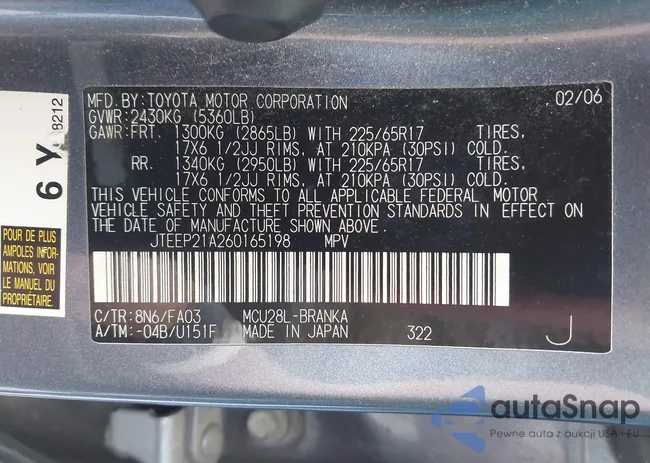 MFD.BY:TOYOTA MOTOR CORPORATION 02/06
GVWR:2430KG (5360LB)
GAWR:FRT. 1300KG (2865LB) WITH 225/65R17 TIRES,
17X6 1/2JJ RIMS, AT 210KPA (30PSI) COLD.
RR. 1340KG (2950LB) WITH 225/65R17 TIRES,
17X6 1/2JJ RIMS, AT 210KPA (30PSI) COLD.
THIS VEHICLE CONFORMS TO ALL APPLICABLE FEDERAL MOTOR
VEHICLE SAFETY AND THEFT PREVENTION STANDARDS IN EFFECT ON
THE DATE OF MANUFACTURE SHOWN ABOVE.
JTEEP21A260165198 MPV
C/TR:8N6/FA03 MCU28L-BRANKA
A/TM:-04B/U151F MADE IN JAPAN 322 J
6 Y 8212
POUR DE PLUS
AMPOLES INFOR-
MATIONS, VOIR
LE MANUEL DU
PROPRIÉTAIRE.
autaSnap
Pewne auta z aukcji USA i EU